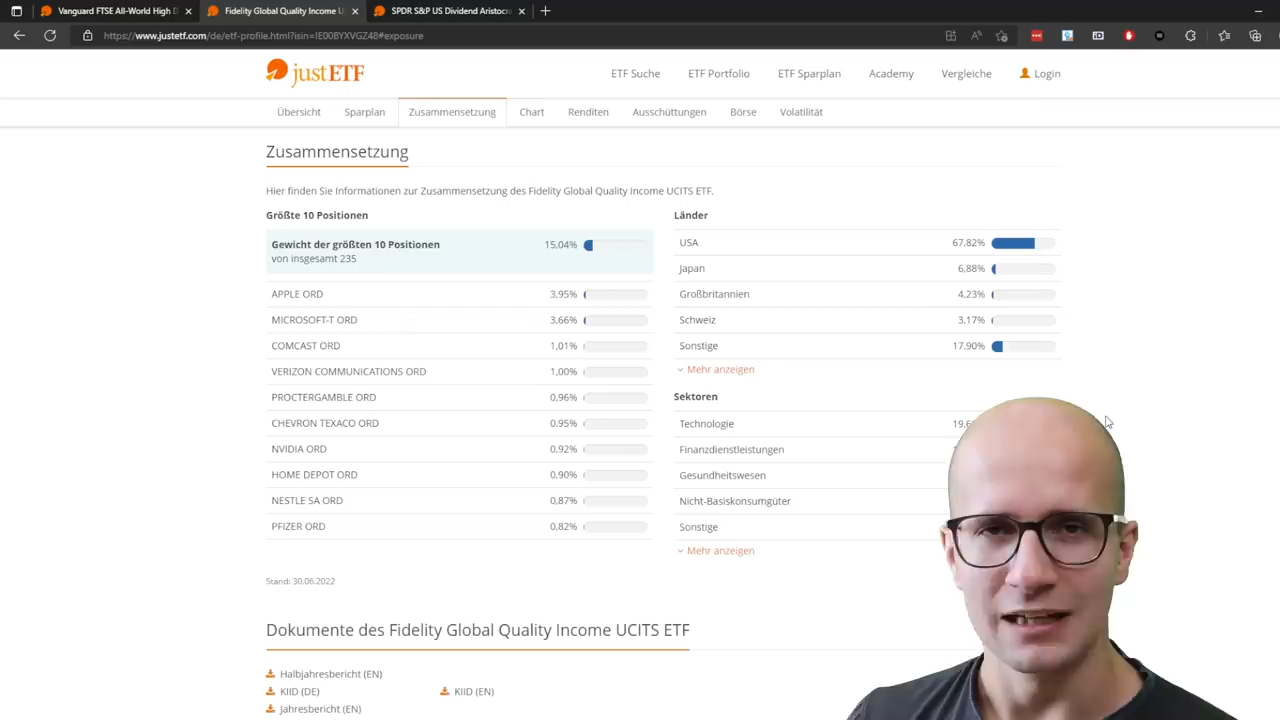 Vanguard FTSE All-World High D
Fidelity Global Quality Income U
SPDR S&P US Dividend Aristocr
https://www.justetf.com/de/etf-profile.html?isin=IE00BYXVGZ48#exposure
justETF
ETF Suche
ETF Portfolio
ETF Sparplan
Academy
Vergleiche
Login
Übersicht
Sparplan
Zusammensetzung
Chart
Renditen
Ausschüttungen
Börse
Volatilität
Zusammensetzung
Hier finden Sie Informationen zur Zusammensetzung des Fidelity Global Quality Income UCITS ETF.
Größte 10 Positionen
Gewicht der größten 10 Positionen 15,04%
von insgesamt 235
APPLE ORD 3,95%
MICROSOFT-T ORD 3,66%
COMCAST ORD 1,01%
VERIZON COMMUNICATIONS ORD 1,00%
PROCTERGAMBLE ORD 0,96%
CHEVRON TEXACO ORD 0,95%
NVIDIA ORD 0,92%
HOME DEPOT ORD 0,90%
NESTLE SA ORD 0,87%
PFIZER ORD 0,82%
Stand: 30.06.2022
Länder
USA 67,82%
Japan 6,88%
Großbritannien 4,23%
Schweiz 3,17%
Sonstige 17,90%
Mehr anzeigen
Sektoren
Technologie 19,6
Finanzdienstleistungen
Gesundheitswesen
Nicht-Basiskonsumgüter
Sonstige
Mehr anzeigen
Dokumente des Fidelity Global Quality Income UCITS ETF
Halbjahresbericht (EN)
KIID (DE)
KIID (EN)
Jahresbericht (EN)